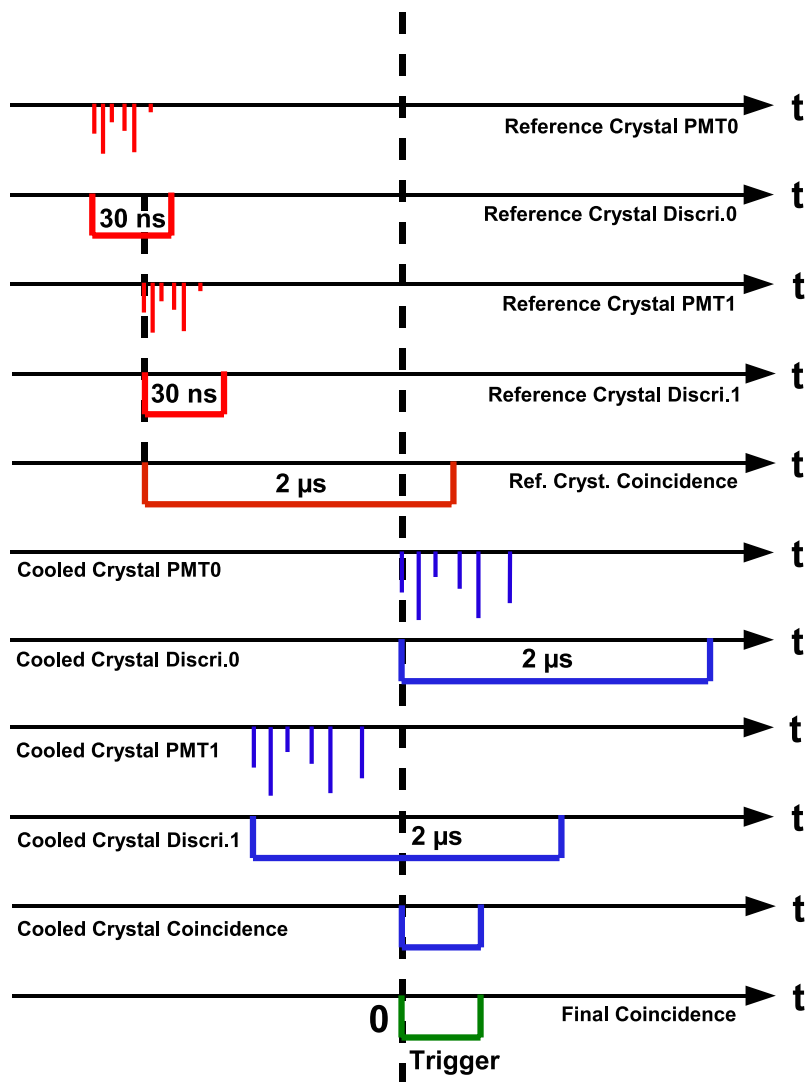 t
Reference Crystal PMT0
t
30 ns
Reference Crystal Discri.0
t
Reference Crystal PMT1
t
30 ns
Reference Crystal Discri.1
t
2 µs
Ref. Cryst. Coincidence
t
Cooled Crystal PMT0
t
Cooled Crystal Discri.0
2 µs
t
Cooled Crystal PMT1
t
Cooled Crystal Discri.1
2 µs
t
Cooled Crystal Coincidence
t
0
Final Coincidence
Trigger